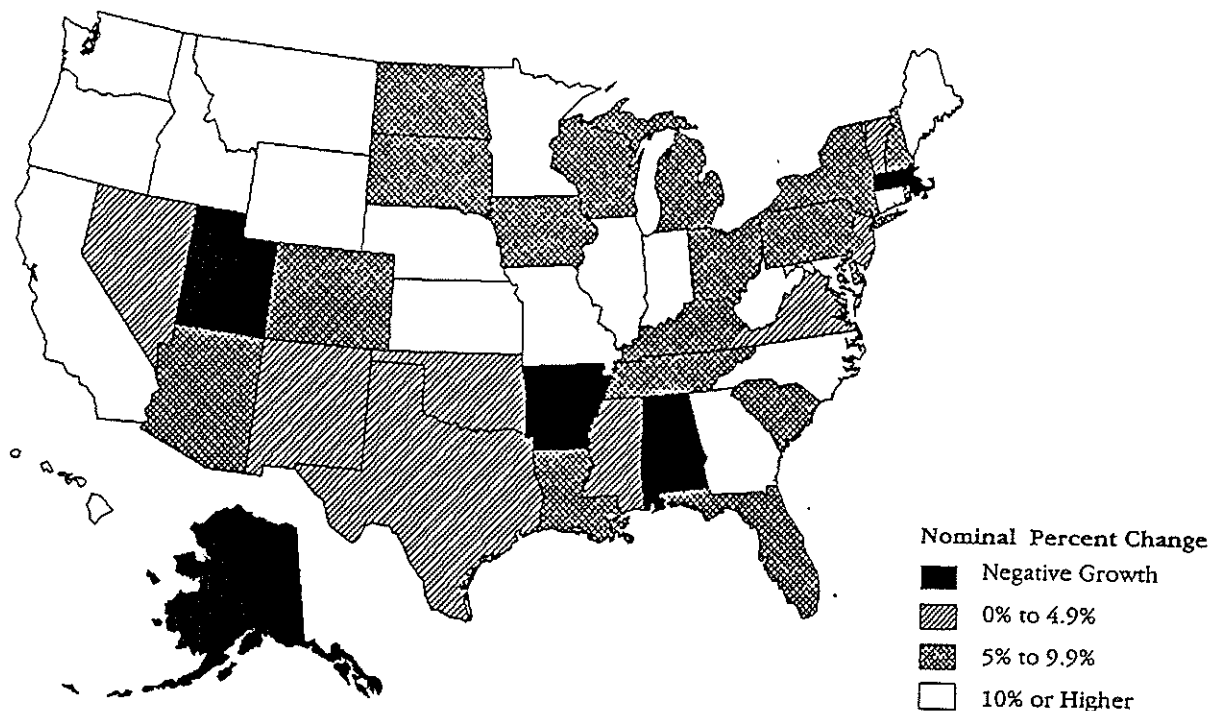 Nominal Percent Change
Negative Growth
0% to 4.9%
5% to 9.9%
10% or Higher